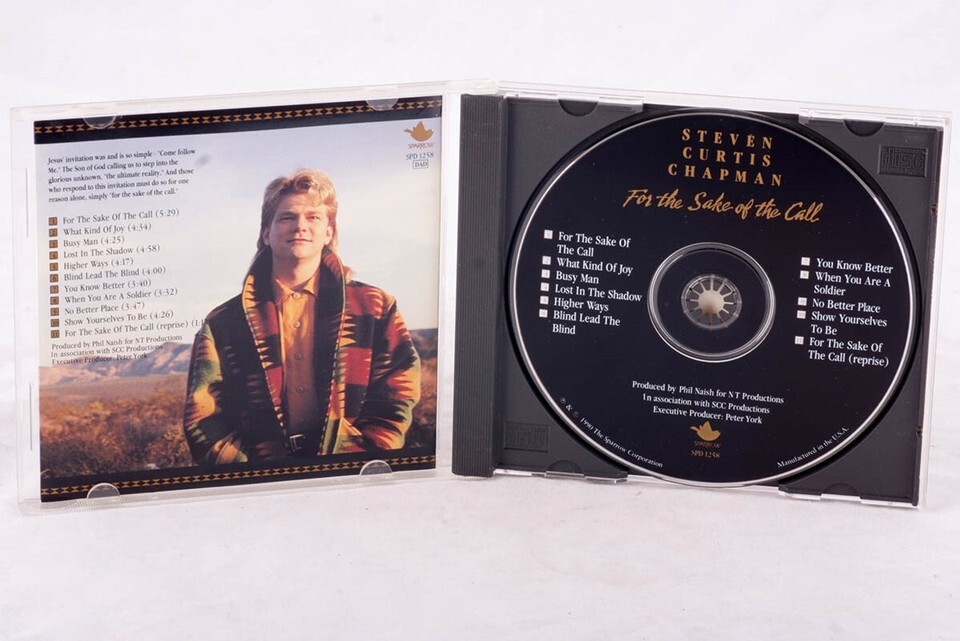 Jesus' invitation was and is so simple - "Come follow
Me." The Son of God calling us to step into the
glorious unknown, "the ultimate reality." And those
who respond to this invitation must do so for one
reason alone, simply "for the sake of the call."
For The Sake Of The Call (5:29)
What Kind Of Joy (4:34)
Busy Man (4:25)
Lost In The Shadow (4:58)
Higher Ways (4:17)
Blind Lead The Blind (4:00)
You Know Better (3:40)
When You Are A Soldier (3:32)
No Better Place (3:47)
Show Yourselves To Be (4:26)
For The Sake Of The Call (reprise)
Produced by Phil Naish for NT Productions
In association with SCC Productions
Executive Producer: Peter York
SPARROW
SPD 1258
DAD
STEVEN
CURTIS
CHAPMAN
For the Sake of the Call
For The Sake Of
The Call
What Kind Of Joy
Busy Man
Lost In The Shadow
Higher Ways
Blind Lead The
Blind
You Know Better
When You Are A
Soldier
No Better Place
Show Yourselves
To Be
For The Sake Of
The Call (reprise)
Produced by Phil Naish for NT Productions
In association with SCC Productions
Executive Producer: Peter York
SPARROW
SPD 1258
℗ & © 1990 The Sparrow Corporation
Manufactured in the U.S.A.